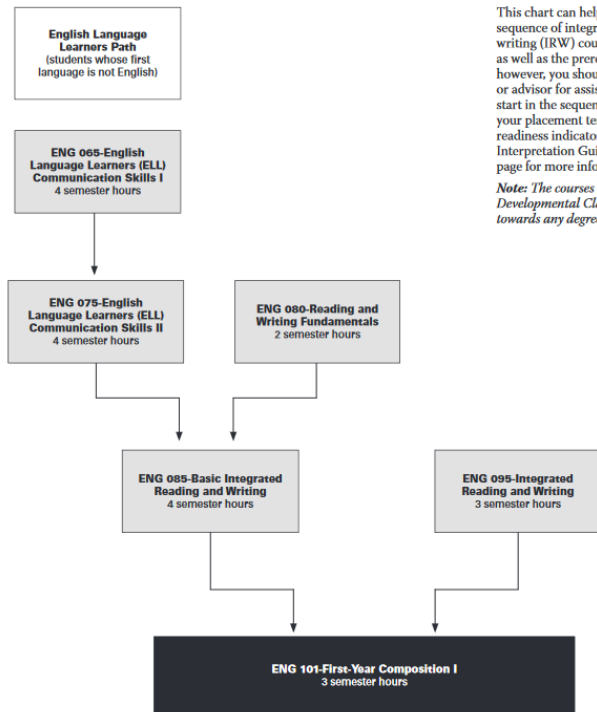 English Language
Learners Path
(students whose first
language is not English)
This chart can hel
sequence of integr
writing (IRW) cou
as well as the prer
however, you shou
or advisor for assis
start in the sequen
your placement te
readiness indicator
Interpretation Gui
page for more info
Note: The courses
Developmental Cla
towards any degre
ENG 065-English
Language Learners (ELL)
Communication Skills I
4 semester hours
ENG 075-English
Language Learners (ELL)
Communication Skills II
4 semester hours
ENG 080-Reading and
Writing Fundamentals
2 semester hours
ENG 085-Basic Integrated
Reading and Writing
4 semester hours
ENG 095-Integrated
Reading and Writing
3 semester hours
ENG 101-First-Year Composition I
3 semester hours